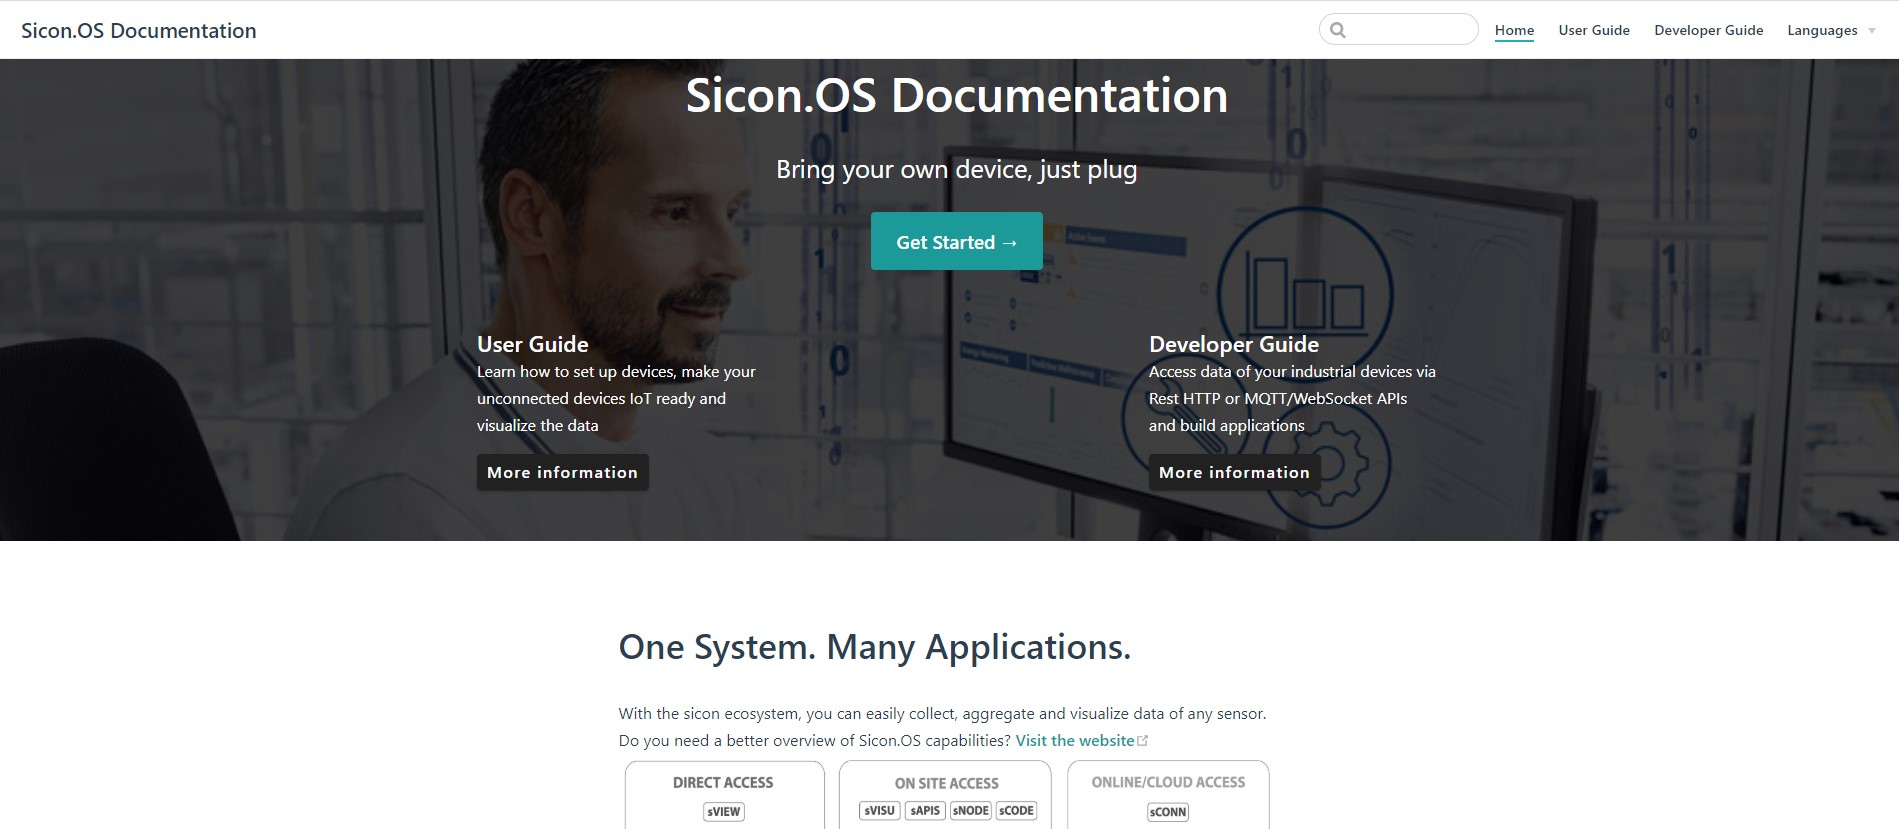 Sicon.OS Documentation
Home
User Guide
Developer Guide
Languages
Sicon.OS Documentation
Bring your own device, just plug
Get Started →
User Guide
Learn how to set up devices, make your
unconnected devices IoT ready and
visualize the data
More information
Developer Guide
Access data of your industrial devices via
Rest HTTP or MQTT/WebSocket APIs
and build applications
More information
One System. Many Applications.
With the sicon ecosystem, you can easily collect, aggregate and visualize data of any sensor.
Do you need a better overview of Sicon.OS capabilities? Visit the website
DIRECT ACCESS
sVIEW
ON SITE ACCESS
sVISU sAPIS sNODE sCODE
ONLINE/CLOUD ACCESS
sCONN